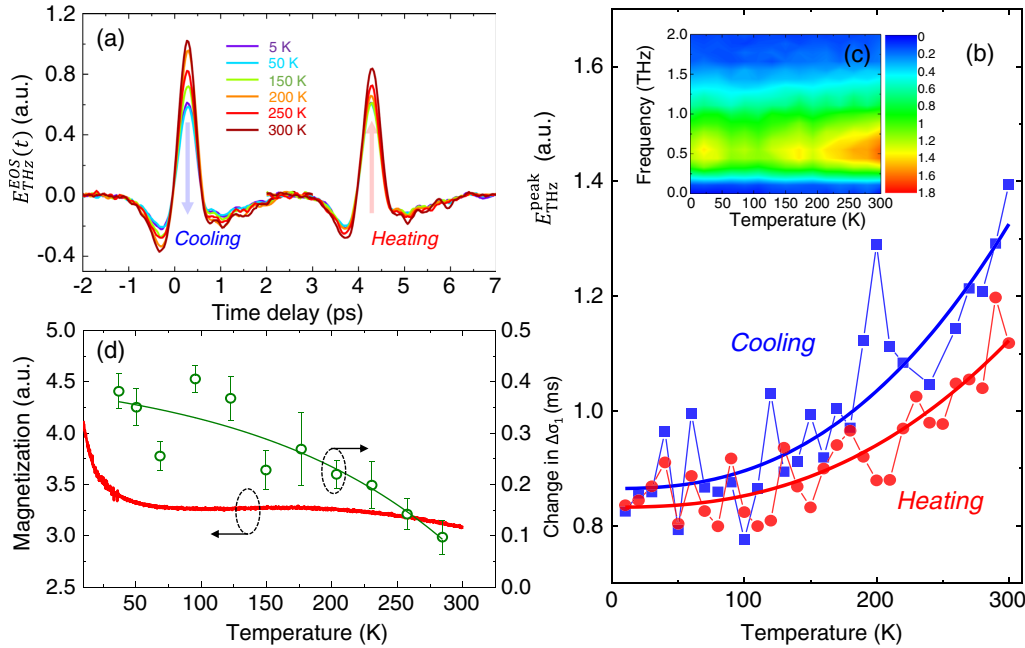 (a)
E_THz^EOS(t) (a.u.)
1.2
0.8
0.4
0.0
-0.4
5 K
50 K
150 K
200 K
250 K
300 K
Cooling
Heating
-2 -1 0 1 2 3 4 5 6 7
Time delay (ps)
(b)
E_THz^peak (a.u.)
1.6
1.4
1.2
1.0
0.8
Cooling
Heating
0 100 200 300
Temperature (K)
(c)
Frequency (THz)
2.0
1.5
1.0
0.5
0.0
0 50 100 150 200 250 300
Temperature (K)
0
0.2
0.4
0.6
0.8
1
1.2
1.4
1.6
1.8
(d)
Magnetization (a.u.)
5.0
4.5
4.0
3.5
3.0
2.5
0.5
0.4
0.3
0.2
0.1
0.0
Change in Δσ₁ (ms)
50 100 150 200 250 300
Temperature (K)